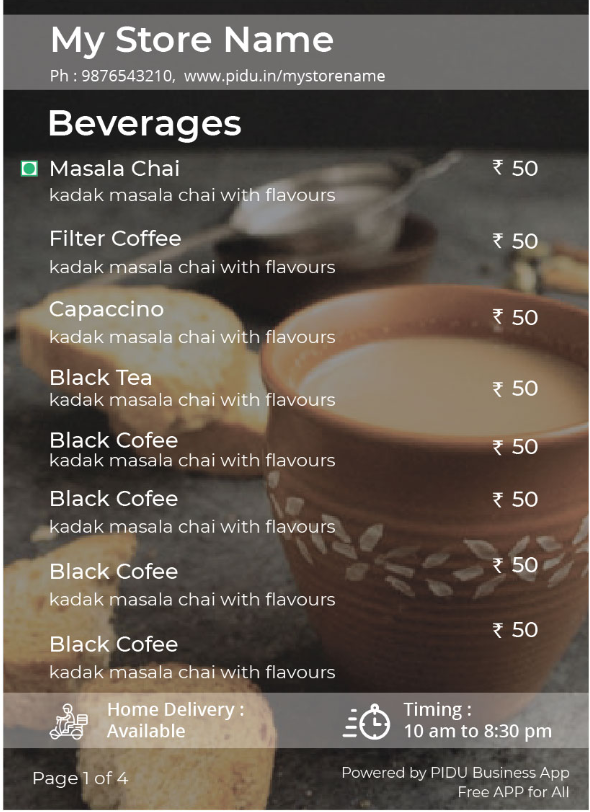 My Store Name
Ph : 9876543210, www.pidu.in/mystorename
Beverages
Masala Chai ₹ 50
kadak masala chai with flavours
Filter Coffee ₹ 50
kadak masala chai with flavours
Capaccino ₹ 50
kadak masala chai with flavours
Black Tea ₹ 50
kadak masala chai with flavours
Black Cofee ₹ 50
kadak masala chai with flavours
Black Cofee ₹ 50
kadak masala chai with flavours
Black Cofee ₹ 50
kadak masala chai with flavours
Black Cofee ₹ 50
kadak masala chai with flavours
Home Delivery : Timing :
Available 10 am to 8:30 pm
Page 1 of 4 Powered by PIDU Business App
Free APP for All